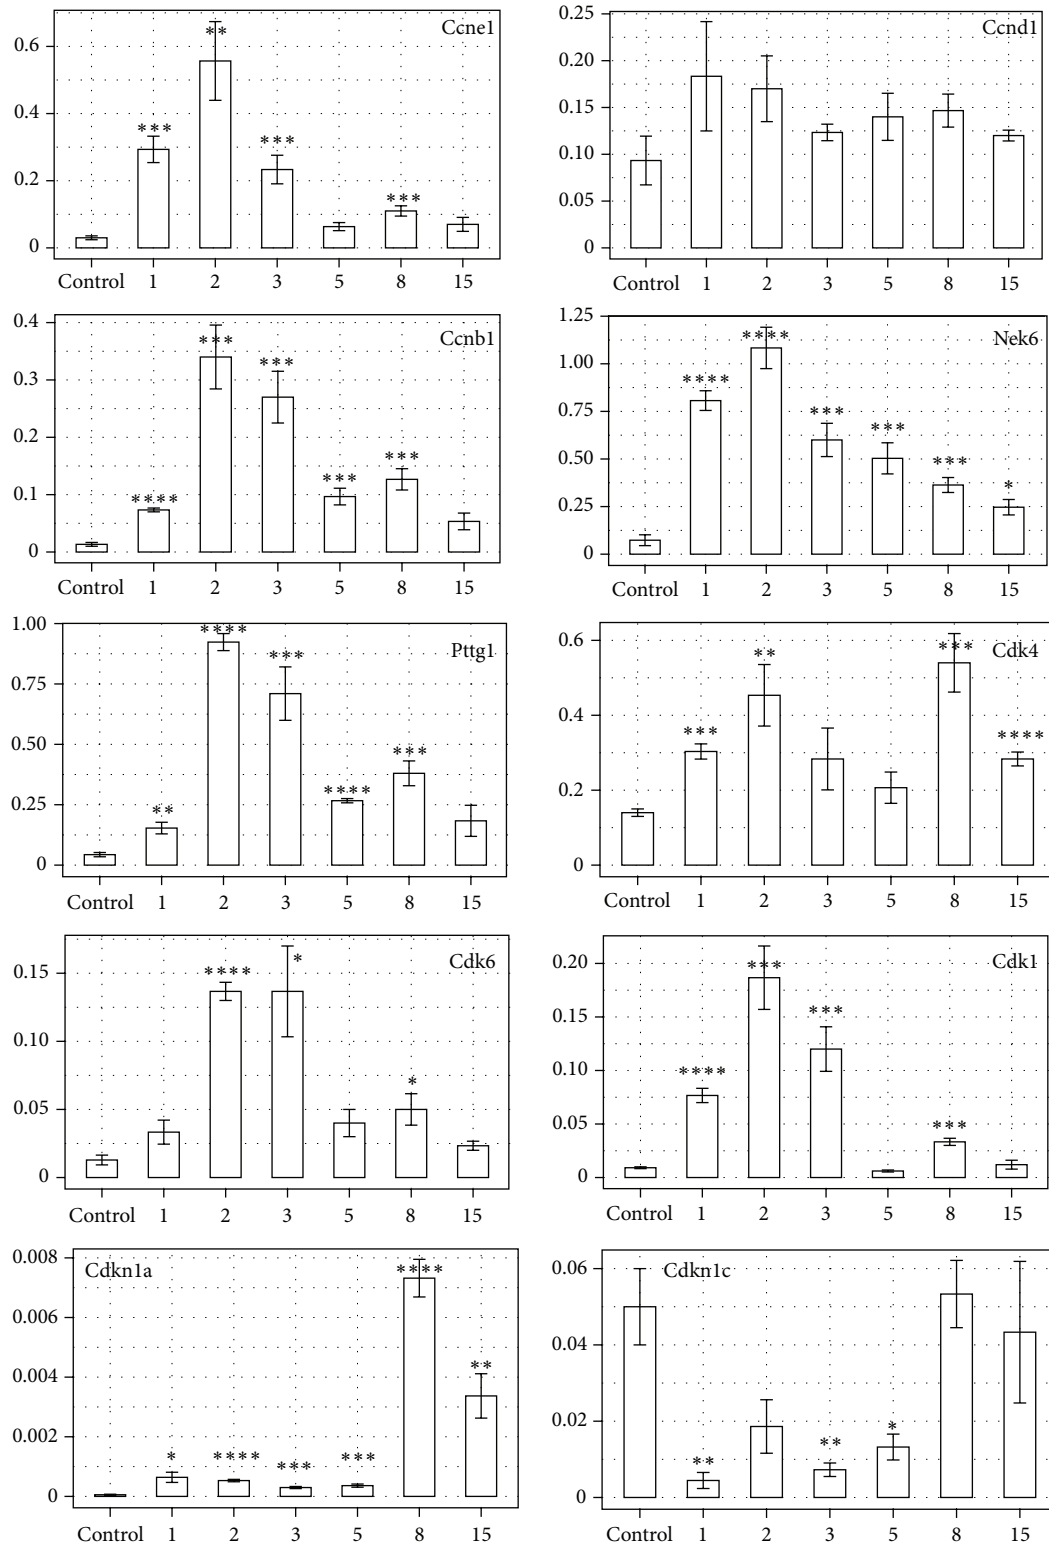 Ccne1
0.6
0.4
0.2
0
** *** *** ***
Control 1 2 3 5 8 15
Ccnd1
0.25
0.20
0.15
0.10
0.05
0
Control 1 2 3 5 8 15
Ccnb1
0.4
0.3
0.2
0.1
0
**** *** *** *** ***
Control 1 2 3 5 8 15
Nek6
1.25
1.00
0.75
0.50
0.25
0
**** **** *** *** *** *
Control 1 2 3 5 8 15
Pttg1
1.00
0.75
0.50
0.25
0
** **** *** **** ***
Control 1 2 3 5 8 15
Cdk4
0.6
0.4
0.2
0
*** ** *** ****
Control 1 2 3 5 8 15
Cdk6
0.15
0.10
0.05
0
**** * *
Control 1 2 3 5 8 15
Cdk1
0.20
0.15
0.10
0.05
0
**** *** *** ***
Control 1 2 3 5 8 15
Cdkn1a
0.008
0.006
0.004
0.002
0
* **** *** *** **** **
Control 1 2 3 5 8 15
Cdkn1c
0.06
0.04
0.02
0
** ** *
Control 1 2 3 5 8 15